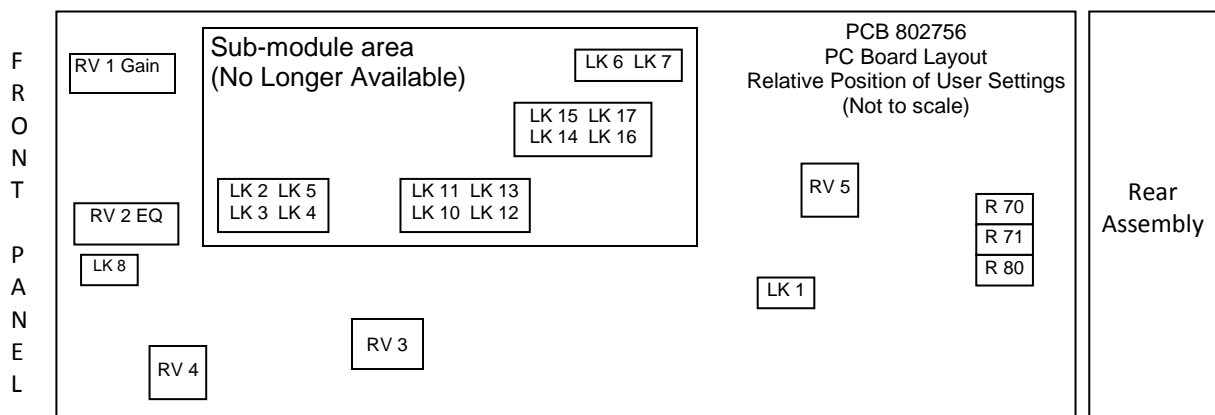 FRONT PANEL
RV 1 Gain
Sub-module area
(No Longer Available)
LK 6 LK 7
LK 15 LK 17
LK 14 LK 16
LK 2 LK 5
LK 3 LK 4
LK 11 LK 13
LK 10 LK 12
PCB 802756
PC Board Layout
Relative Position of User Settings
(Not to scale)
RV 2 EQ
LK 8
RV 4
RV 3
RV 5
LK 1
R 70
R 71
R 80
Rear
Assembly